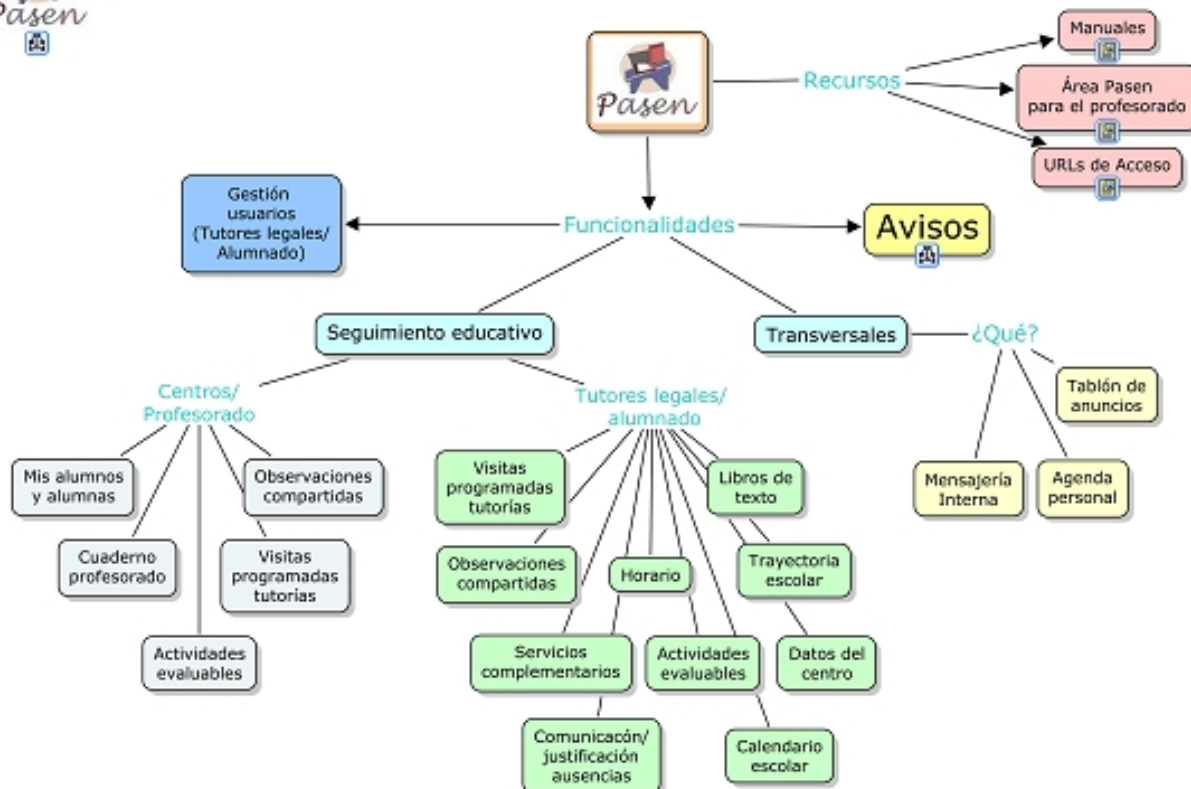 Pasen
Pasen
Recursos
Manuales
Área Pasen
para el profesorado
URLs de Acceso
Gestión
usuarios
(Tutores legales/
Alumnado)
Funcionalidades
Avisos
Seguimiento educativo
Transversales
¿Qué?
Centros/
Profesorado
Tutores legales/
alumnado
Tablón de
anuncios
Mis alumnos
y alumnas
Observaciones
compartidas
Visitas
programadas
tutorías
Libros de
texto
Mensajería
Interna
Agenda
personal
Cuaderno
profesorado
Visitas
programadas
tutorías
Observaciones
compartidas
Horario
Trayectoria
escolar
Actividades
evaluables
Servicios
complementarios
Actividades
evaluables
Datos del
centro
Comunicacón/
justificación
ausencias
Calendario
escolar